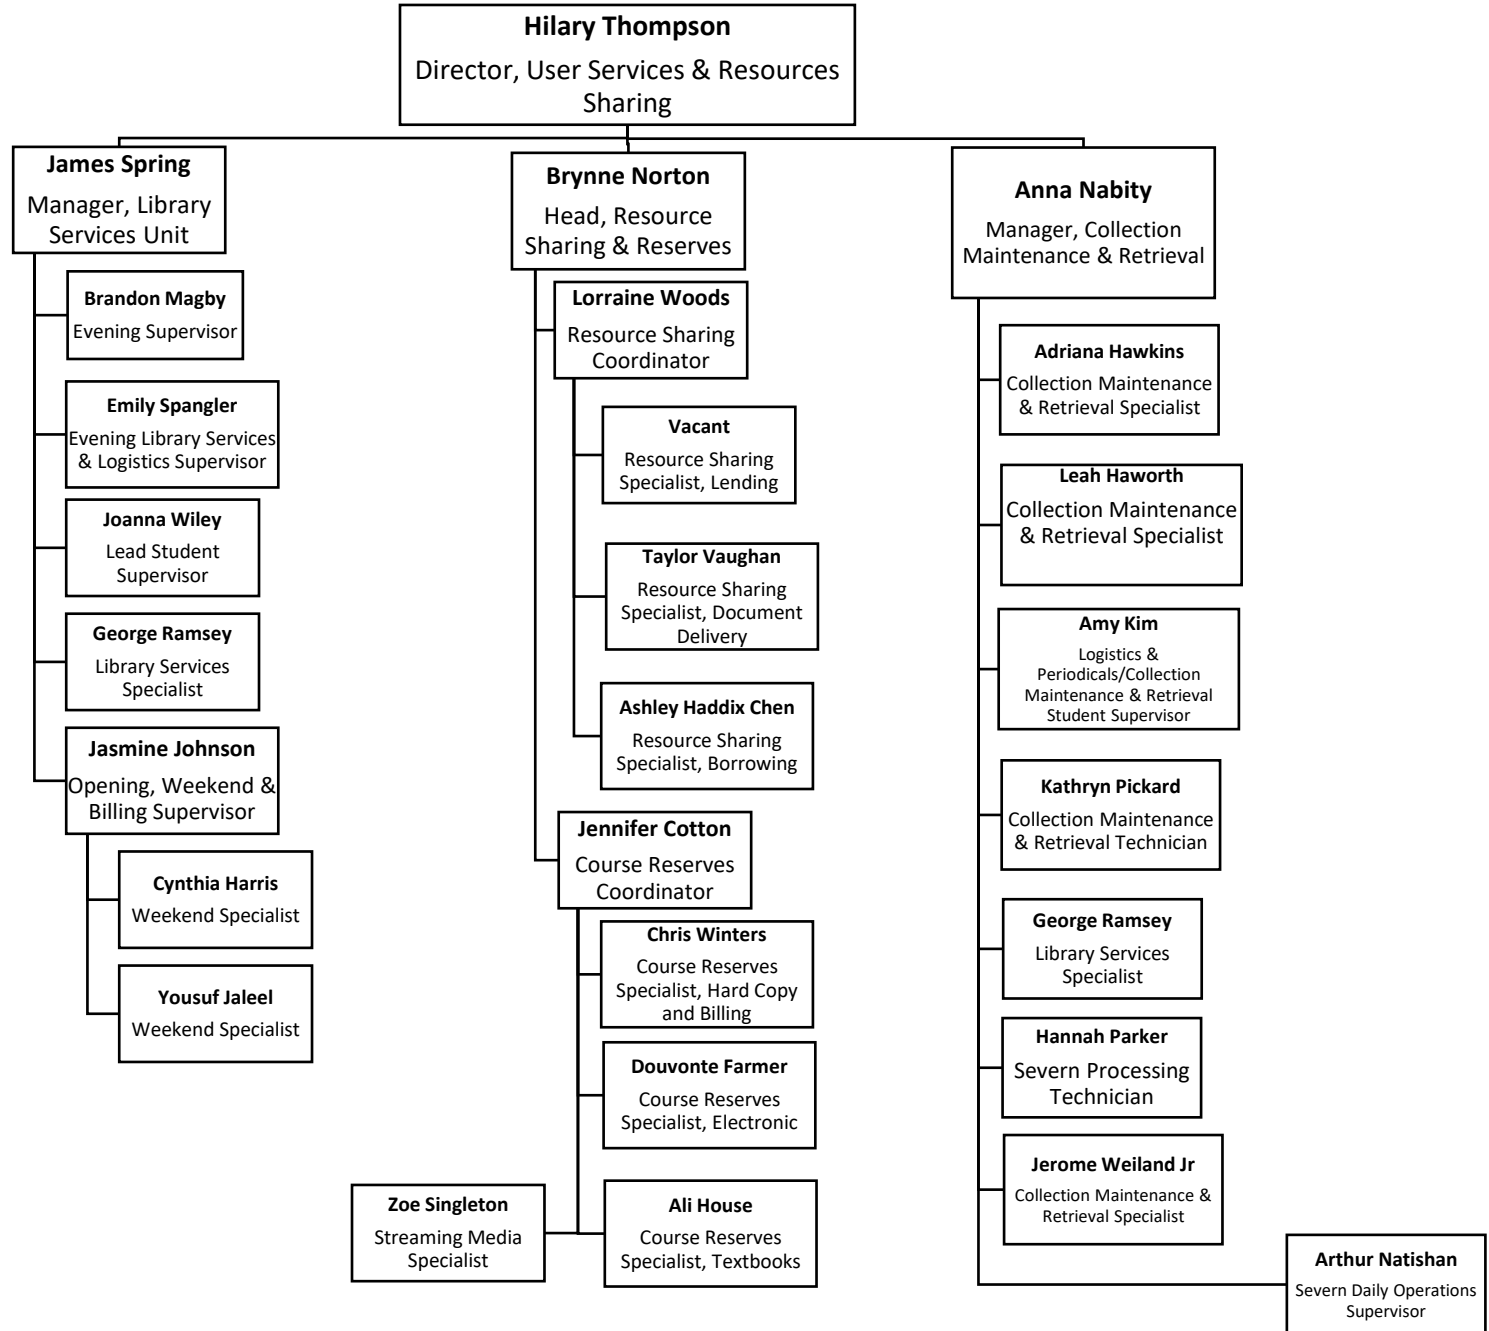 Hilary Thompson
Director, User Services & Resources
Sharing
James Spring
Manager, Library
Services Unit
Brandon Magby
Evening Supervisor
Emily Spangler
Evening Library Services
& Logistics Supervisor
Joanna Wiley
Lead Student
Supervisor
George Ramsey
Library Services
Specialist
Jasmine Johnson
Opening, Weekend &
Billing Supervisor
Cynthia Harris
Weekend Specialist
Yousuf Jaleel
Weekend Specialist
Brynne Norton
Head, Resource
Sharing & Reserves
Lorraine Woods
Resource Sharing
Coordinator
Vacant
Resource Sharing
Specialist, Lending
Taylor Vaughan
Resource Sharing
Specialist, Document
Delivery
Ashley Haddix Chen
Resource Sharing
Specialist, Borrowing
Jennifer Cotton
Course Reserves
Coordinator
Chris Winters
Course Reserves
Specialist, Hard Copy
and Billing
Douvonte Farmer
Course Reserves
Specialist, Electronic
Zoe Singleton
Streaming Media
Specialist
Ali House
Course Reserves
Specialist, Textbooks
Anna Nabity
Manager, Collection
Maintenance & Retrieval
Adriana Hawkins
Collection Maintenance
& Retrieval Specialist
Leah Haworth
Collection Maintenance
& Retrieval Specialist
Amy Kim
Logistics &
Periodicals/Collection
Maintenance & Retrieval
Student Supervisor
Kathryn Pickard
Collection Maintenance
& Retrieval Technician
George Ramsey
Library Services
Specialist
Hannah Parker
Severn Processing
Technician
Jerome Weiland Jr
Collection Maintenance &
Retrieval Specialist
Arthur Natishan
Severn Daily Operations
Supervisor